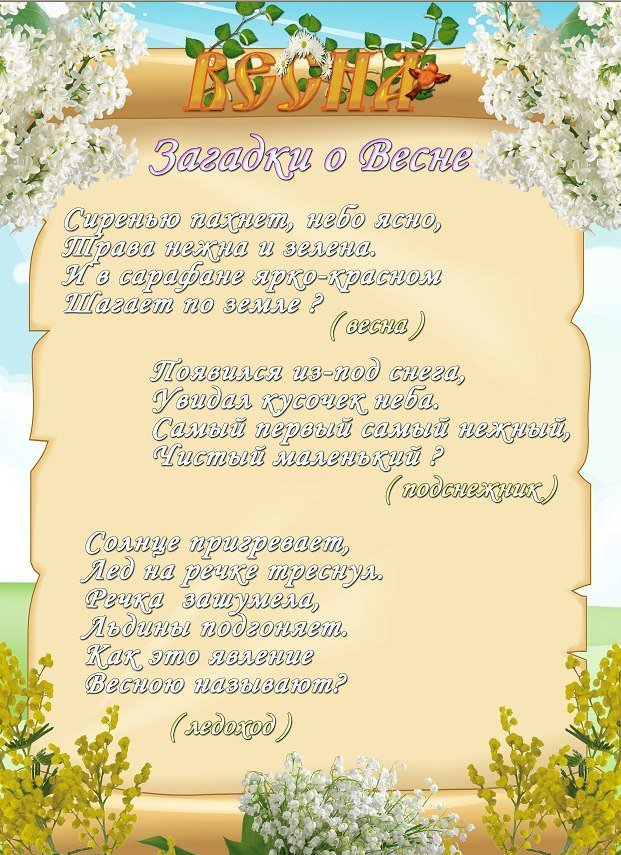 ВЕСНА
Загадки о Весне
Сиренью пахнет, небо ясно,
Трава нежна и зелена.
И в сарафане ярко-красном
Шагает по земле ?
( весна )
Появился из-под снега,
Увидал кусочек неба.
Самый первый самый нежный,
Чистый маленький ?
( подснежник )
Солнце пригревает,
Лед на речке треснул.
Речка зашумела,
Льдины подгоняет.
Как это явление
Весною называют?
( ледоход )